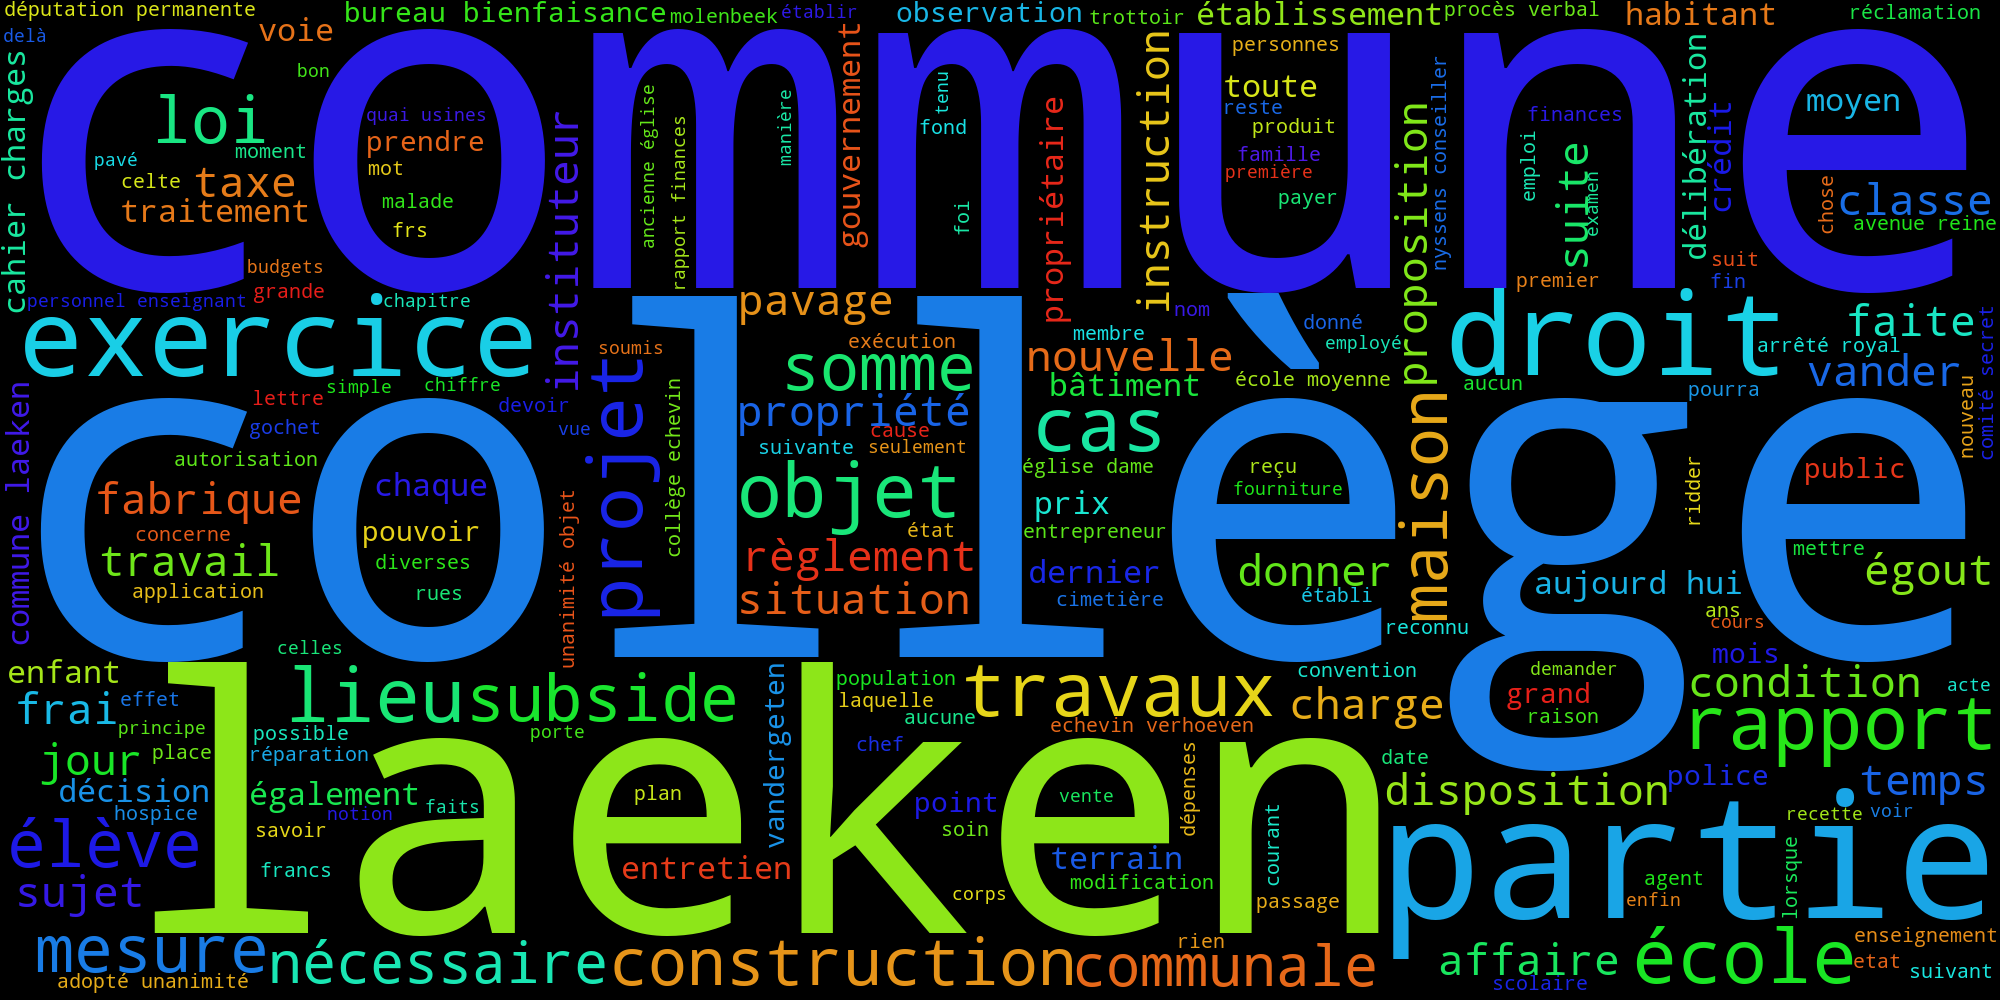 députation permanente
bureau bienfaisance
molenbeek
établir
observation
trottoir
établissement
procès verbal
habitant
réclamation
delà
voie
bon
commune
cahier charges
loi
pavé
moment
celte
taxe
traitement
quai usines
prendre
mot
malade
frs
budgets
grande
personnel enseignant
chapitre
instituteur
ancienne église
rapport finances
manière
gouvernement
tenu
fond
foi
propriétaire
instruction
personnes
toute
reste
produit
famille
première
payer
proposition
nyssens conseiller
finances
emploi
suite
examen
premier
délibération
crédit
moyen
chose
classe
avenue reine
suit
fin
exercice
pavage
soumis
exécution
somme
nom
membre
nouvelle
donné
employé
droit
faite
arrêté royal
vander
comité secret
nouveau
commune laeken
lettre
simple
chiffre
devoir
vue
gochet
autorisation
projet
collège echevin
propriété
cause
suivante
seulement
bâtiment
cas
école moyenne
aucun
pourra
maison
collège
fabrique
concerne
travail
application
chaque
pouvoir
diverses
rues
unanimité objet
objet
état
règlement
situation
église dame
prix
entrepreneur
dernier
cimetière
reçu
fourniture
donner
établi
reconnu
ridder
public
mettre
égout
aujourd hui
ans
cours
mois
celles
enfant
frai
effet
principe
lieu
subside
porte
possible
réparation
jour
place
décision
hospice
également
faits
notion
savoir
francs
élève
sujet
vandergeten
population
laquelle
aucune
travaux
echevin verhoeven
chef
convention
charge
demander
grand
raison
condition
acte
rapport
laeken
plan
entretien
point
soin
corps
vente
dépenses
terrain
modification
courant
passage
date
disposition
police
temps
recette
voir
partie
agent
enfin
lorsque
mesure
adopté unanimité
nécessaire
construction
rien
communale
affaire
scolaire
école
enseignement
etat
suivant